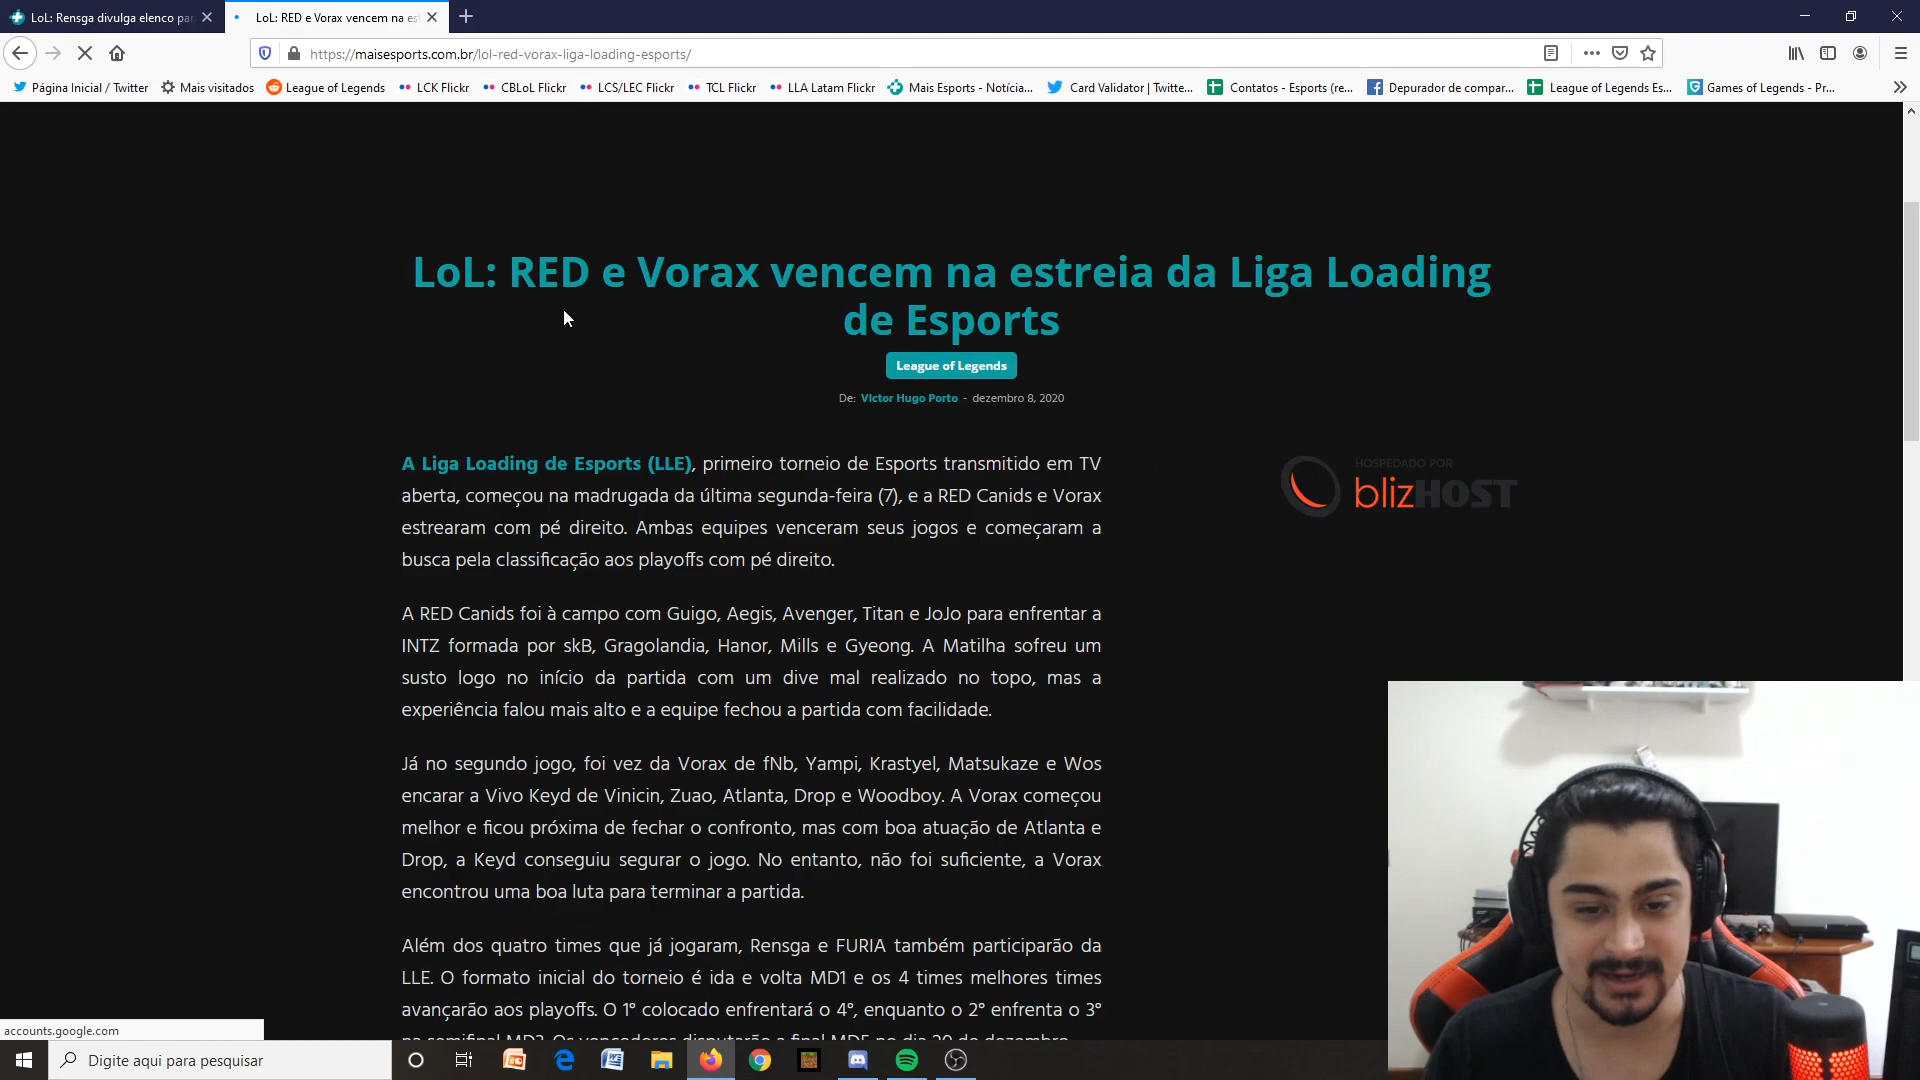 LoL: Rensga divulga elenco par
LoL: RED e Vorax vencem na est
https://maisesports.com.br/lol-red-vorax-liga-loading-esports/
Página Inicial / Twitter
Mais visitados
League of Legends
LCK Flickr
CBLoL Flickr
LCS/LEC Flickr
TCL Flickr
LLA Latam Flickr
Mais Esports - Notícia...
Card Validator | Twitte...
Contatos - Esports (re...
Depurador de compar...
League of Legends Es...
Games of Legends - Pr...
LoL: RED e Vorax vencem na estreia da Liga Loading
de Esports
League of Legends
De: Victor Hugo Porto - dezembro 8, 2020
A Liga Loading de Esports (LLE), primeiro torneio de Esports transmitido em TV
aberta, começou na madrugada da última segunda-feira (7), e a RED Canids e Vorax
estrearam com pé direito. Ambas equipes venceram seus jogos e começaram a
busca pela classificação aos playoffs com pé direito.
HOSPEDADO POR
blizHOST
A RED Canids foi à campo com Guigo, Aegis, Avenger, Titan e JoJo para enfrentar a
INTZ formada por skB, Gragolandia, Hanor, Mills e Gyeong. A Matilha sofreu um
susto logo no início da partida com um dive mal realizado no topo, mas a
experiência falou mais alto e a equipe fechou a partida com facilidade.
Já no segundo jogo, foi vez da Vorax de fNb, Yampi, Krastyel, Matsukaze e Wos
encarar a Vivo Keyd de Vinicin, Zuao, Atlanta, Drop e Woodboy. A Vorax começou
melhor e ficou próxima de fechar o confronto, mas com boa atuação de Atlanta e
Drop, a Keyd conseguiu segurar o jogo. No entanto, não foi suficiente, a Vorax
encontrou uma boa luta para terminar a partida.
Além dos quatro times que já jogaram, Rensga e FURIA também participarão da
LLE. O formato inicial do torneio é ida e volta MD1 e os 4 times melhores times
avançarão aos playoffs. O 1° colocado enfrentará o 4°, enquanto o 2° enfrenta o 3°
accounts.google.com
Digite aqui para pesquisar